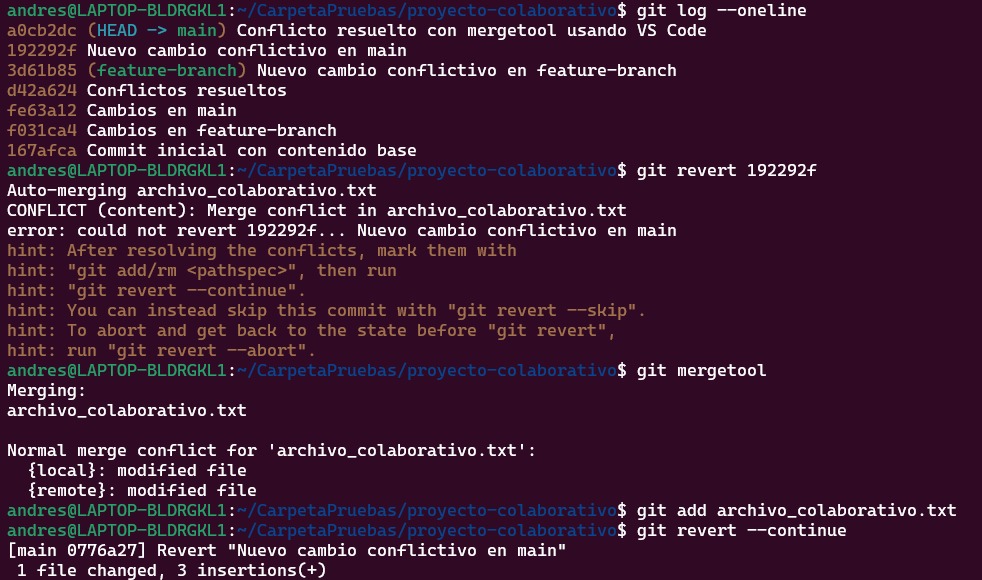 andres@LAPTOP-BLDRGKL1:~/CarpetaPruebas/proyecto-colaborativo$ git log --oneline
a0cb2dc (HEAD -> main) Conflicto resuelto con mergetool usando VS Code
192292f Nuevo cambio conflictivo en main
3d61b85 (feature-branch) Nuevo cambio conflictivo en feature-branch
d42a624 Conflictos resueltos
fe63a12 Cambios en main
f031ca4 Cambios en feature-branch
167afca Commit inicial con contenido base
andres@LAPTOP-BLDRGKL1:~/CarpetaPruebas/proyecto-colaborativo$ git revert 192292f
Auto-merging archivo_colaborativo.txt
CONFLICT (content): Merge conflict in archivo_colaborativo.txt
error: could not revert 192292f... Nuevo cambio conflictivo en main
hint: After resolving the conflicts, mark them with
hint: "git add/rm <pathspec>", then run
hint: "git revert --continue".
hint: You can instead skip this commit with "git revert --skip".
hint: To abort and get back to the state before "git revert",
hint: run "git revert --abort".
andres@LAPTOP-BLDRGKL1:~/CarpetaPruebas/proyecto-colaborativo$ git mergetool
Merging:
archivo_colaborativo.txt

Normal merge conflict for 'archivo_colaborativo.txt':
  {local}: modified file
  {remote}: modified file
andres@LAPTOP-BLDRGKL1:~/CarpetaPruebas/proyecto-colaborativo$ git add archivo_colaborativo.txt
andres@LAPTOP-BLDRGKL1:~/CarpetaPruebas/proyecto-colaborativo$ git revert --continue
[main 0776a27] Revert "Nuevo cambio conflictivo en main"
 1 file changed, 3 insertions(+)